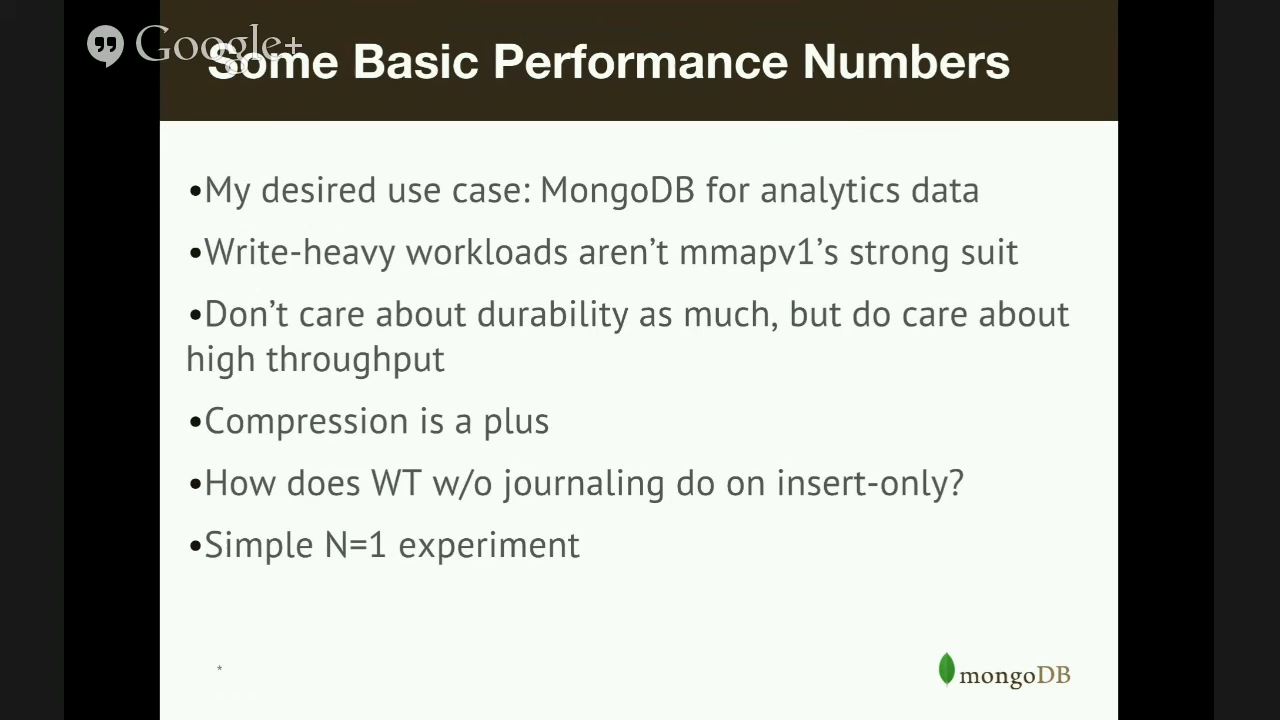 Google+
Some Basic Performance Numbers
•My desired use case: MongoDB for analytics data
•Write-heavy workloads aren’t mmapv1’s strong suit
•Don’t care about durability as much, but do care about
high throughput
•Compression is a plus
•How does WT w/o journaling do on insert-only?
•Simple N=1 experiment
*
mongoDB